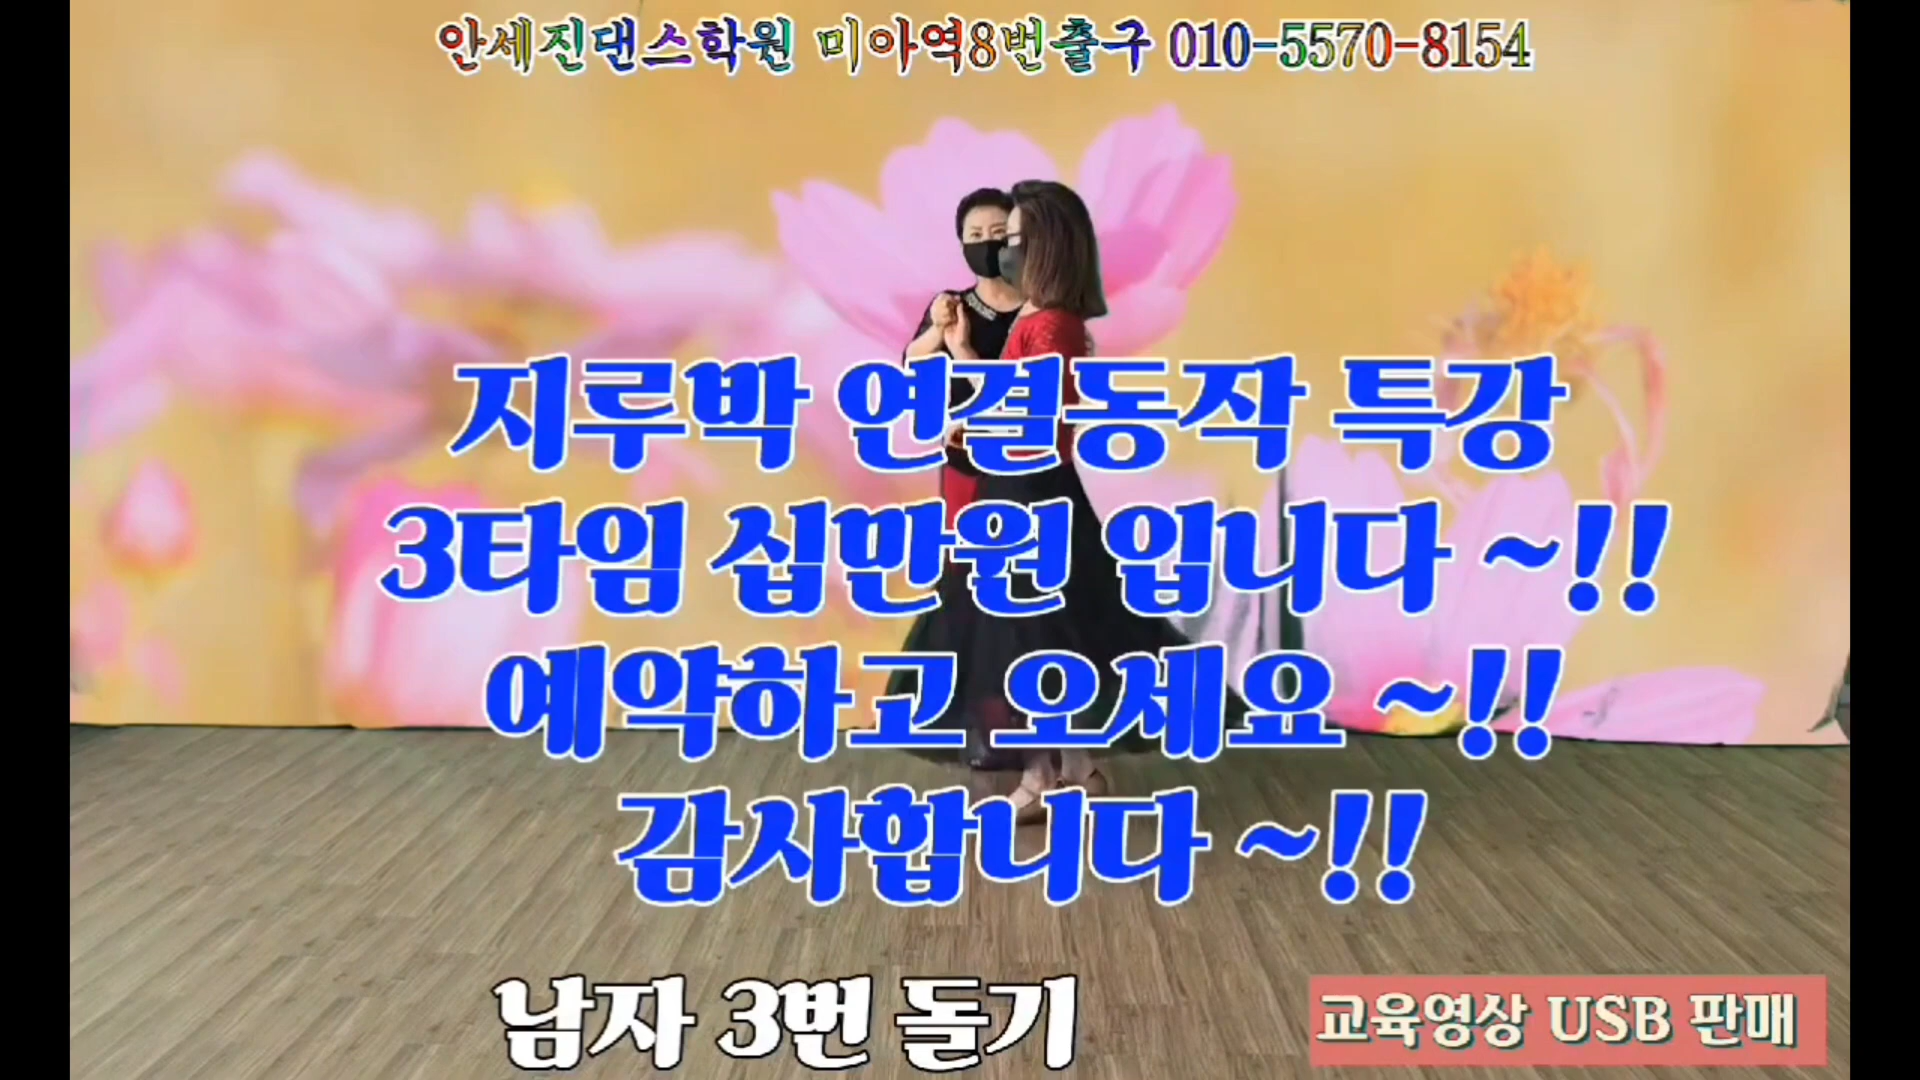 안세진댄스학원 미아역8번출구 010-5570-8154
지루박 연결동작 특강
3타임 십만원 입니다 ~!!
예약하고 오세요 ~!!
감사합니다 ~!!
남자 3번 돌기
교육영상 USB 판매